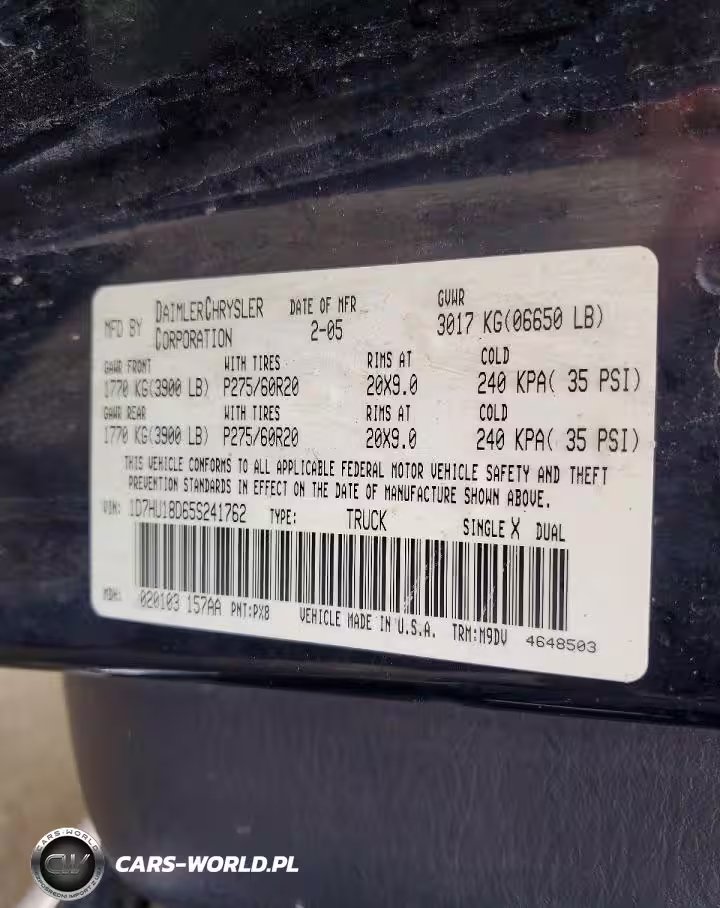 MFD BY DAIMLERCHRYSLER CORPORATION DATE OF MFR 2-05 GVWR 3017 KG(06650 LB)
GAWR FRONT WITH TIRES RIMS AT COLD
1770 KG(3900 LB) P275/60R20 20X9.0 240 KPA( 35 PSI)
GAWR REAR WITH TIRES RIMS AT COLD
1770 KG(3900 LB) P275/60R20 20X9.0 240 KPA( 35 PSI)
THIS VEHICLE CONFORMS TO ALL APPLICABLE FEDERAL MOTOR VEHICLE SAFETY AND THEFT
PREVENTION STANDARDS IN EFFECT ON THE DATE OF MANUFACTURE SHOWN ABOVE.
VIN: 1D7HU18D65S241762 TYPE: TRUCK SINGLE X DUAL
MDH: 020103 157AA PNT:PX8 VEHICLE MADE IN U.S.A. TRM:M9DV 4648503
CARS-WORLD
CW
CARS-WORLD.PL